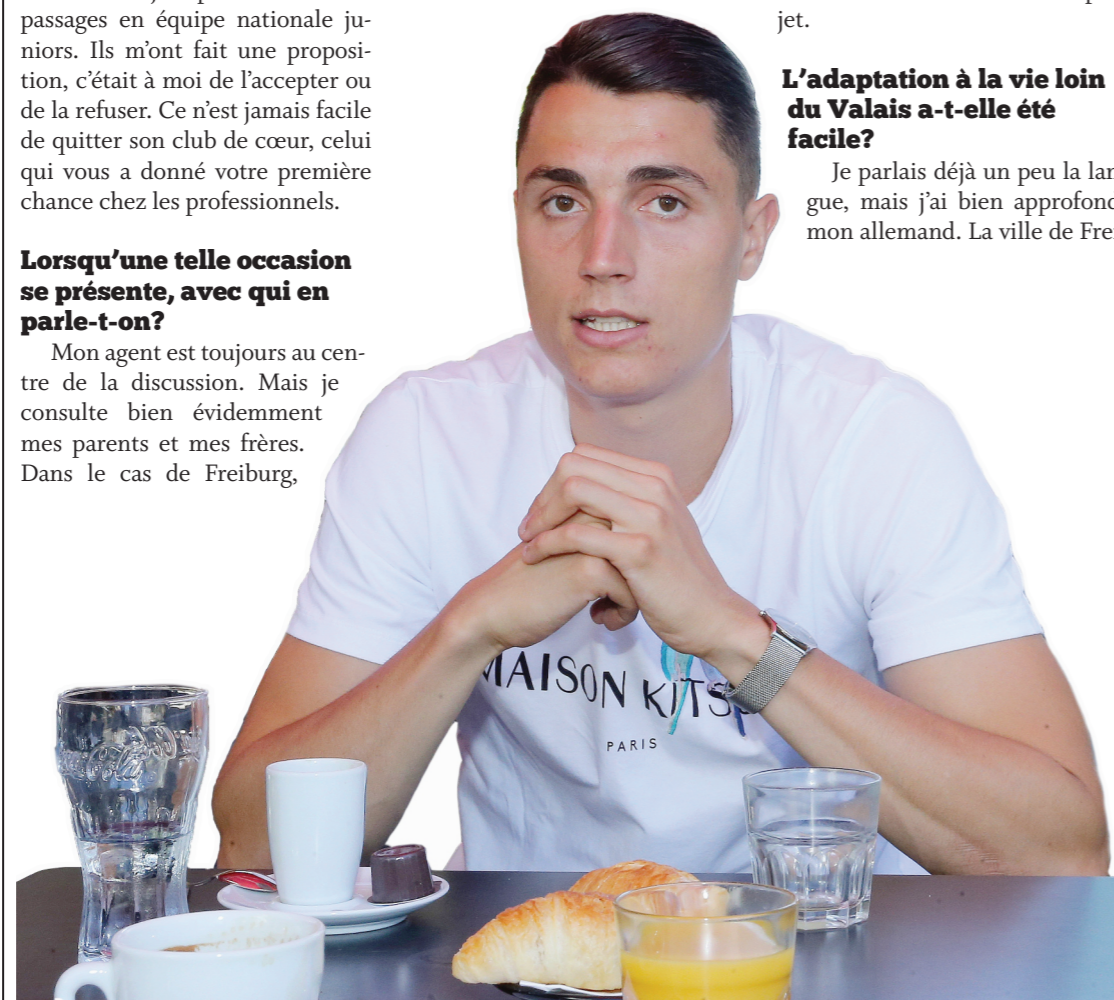 passages en équipe nationale ju-
niors. Ils m'ont fait une proposi-
tion, c'était à moi de l'accepter ou
de la refuser. Ce n'est jamais facile
de quitter son club de cœur, celui
qui vous a donné votre première
chance chez les professionnels.
Lorsqu'une telle occasion
se présente, avec qui en
parle-t-on?
Mon agent est toujours au cen-
tre de la discussion. Mais je
consulte bien évidemment
mes parents et mes frères.
Dans le cas de Freiburg,
jet.
L'adaptation à la vie loin
du Valais a-t-elle été
facile?
Je parlais déjà un peu la lan
gue, mais j'ai bien approfond
mon allemand. La ville de Frei
MAISON KITS
PARIS
Coca-Cola